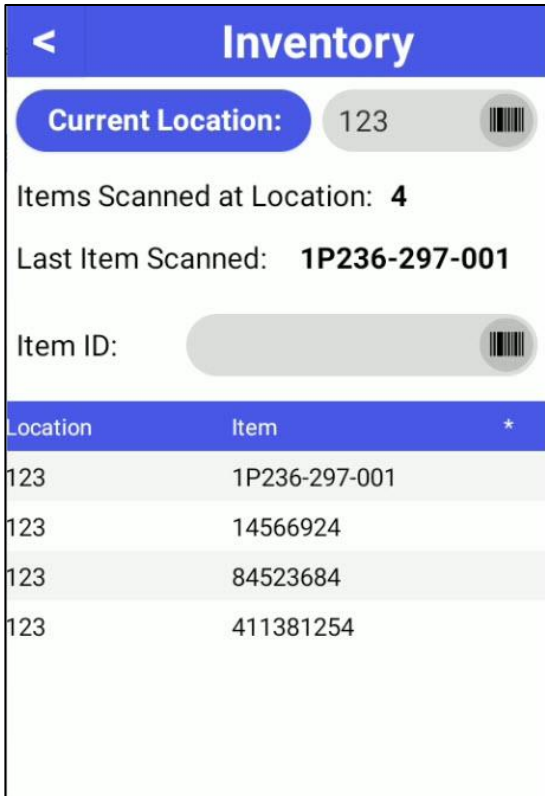 < Inventory
Current Location: 123
Items Scanned at Location: 4
Last Item Scanned: 1P236-297-001
Item ID:
Location Item *
123 1P236-297-001
123 14566924
123 84523684
123 411381254